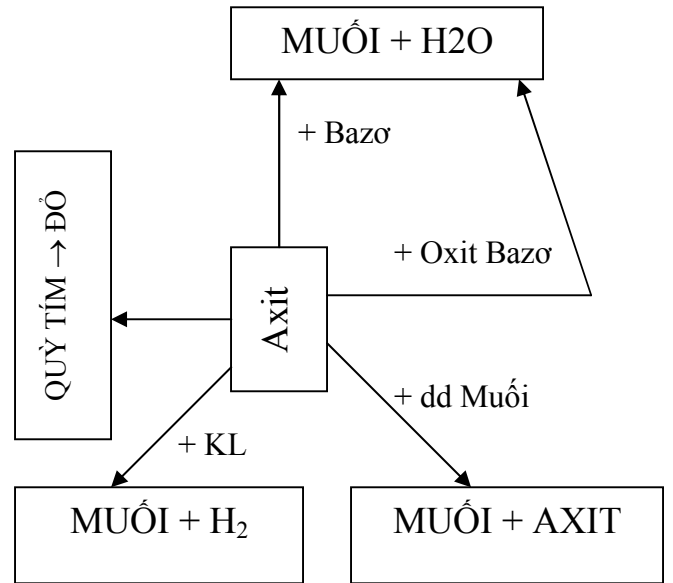 MUỐI + H2O
+ Bazơ
QUỲ TÍM → ĐỎ
+ Oxit Bazơ
Axit
+ dd Muối
+ KL
MUỐI + H₂
MUỐI + AXIT